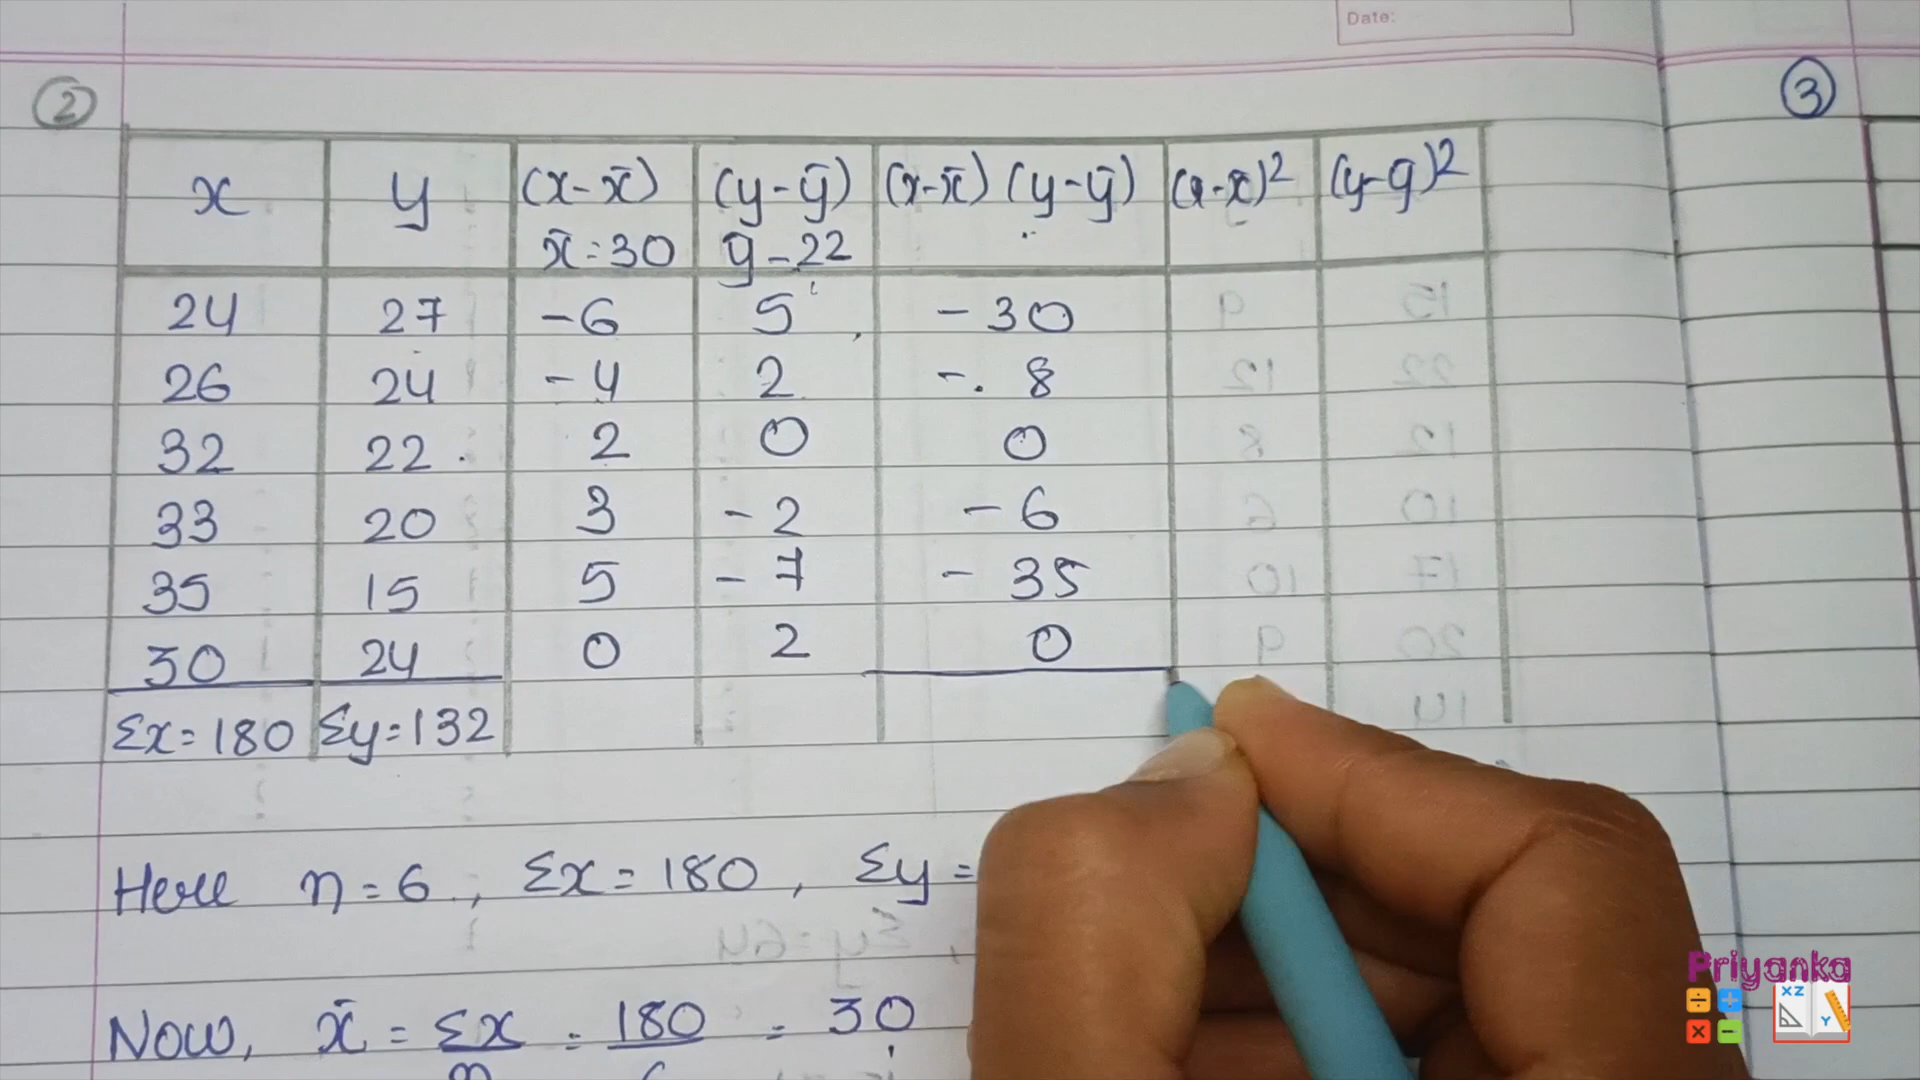 Date:
② ③
x y (x-x̄) (y-ȳ) (x-x̄) (y-ȳ) (x-x̄)2 (y-ȳ)2
x̄=30 ȳ-22
24 27 -6 5 -30
26 24 -4 2 -8
32 22 2 0 0
33 20 3 -2 -6
35 15 5 -7 -35
30 24 0 2 0
Σx=180 Σy=132
Here n=6, Σx=180, Σy=
Now, x̄ = Σx/n = 180/6 = 30
Priyanka
XZ
Y